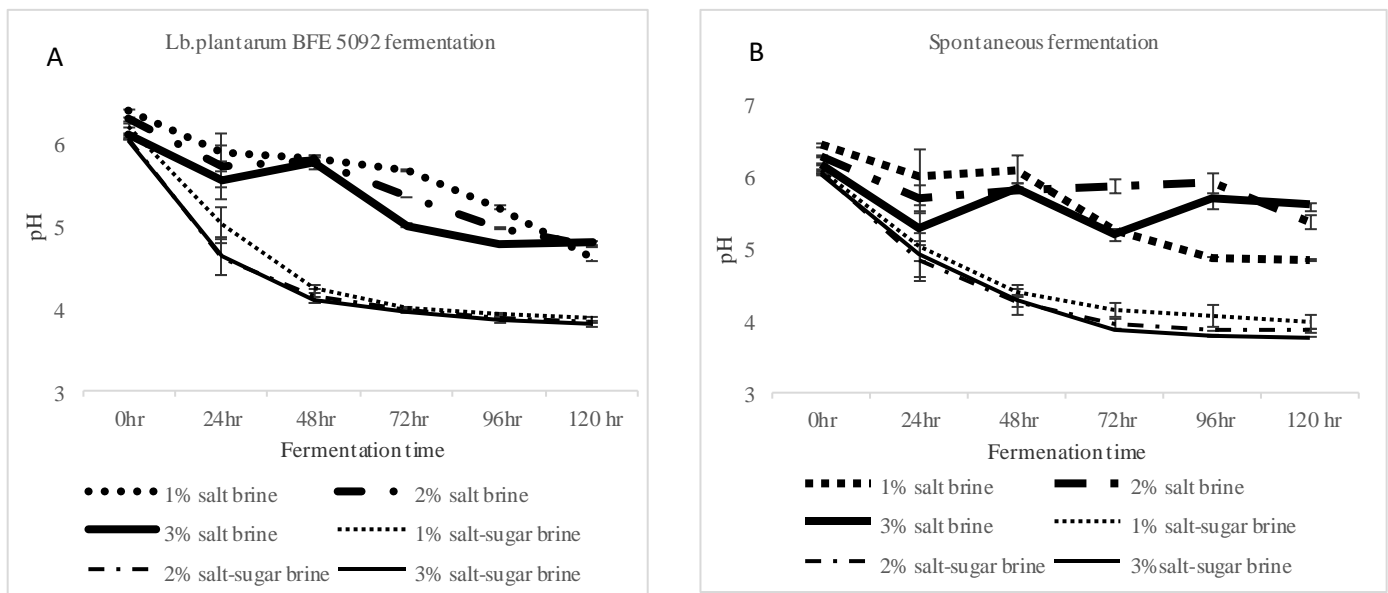 A
Lb.plantarum BFE 5092 fermentation
6
5
4
3
pH
0hr 24hr 48hr 72hr 96hr 120 hr
Fermentation time
1% salt brine 2% salt brine
3% salt brine 1% salt-sugar brine
2% salt-sugar brine 3% salt-sugar brine
B
Spontaneous fermentation
7
6
5
4
3
pH
0hr 24hr 48hr 72hr 96hr 120 hr
Fermenation time
1% salt brine 2% salt brine
3% salt brine 1% salt-sugar brine
2% salt-sugar brine 3%salt-sugar brine